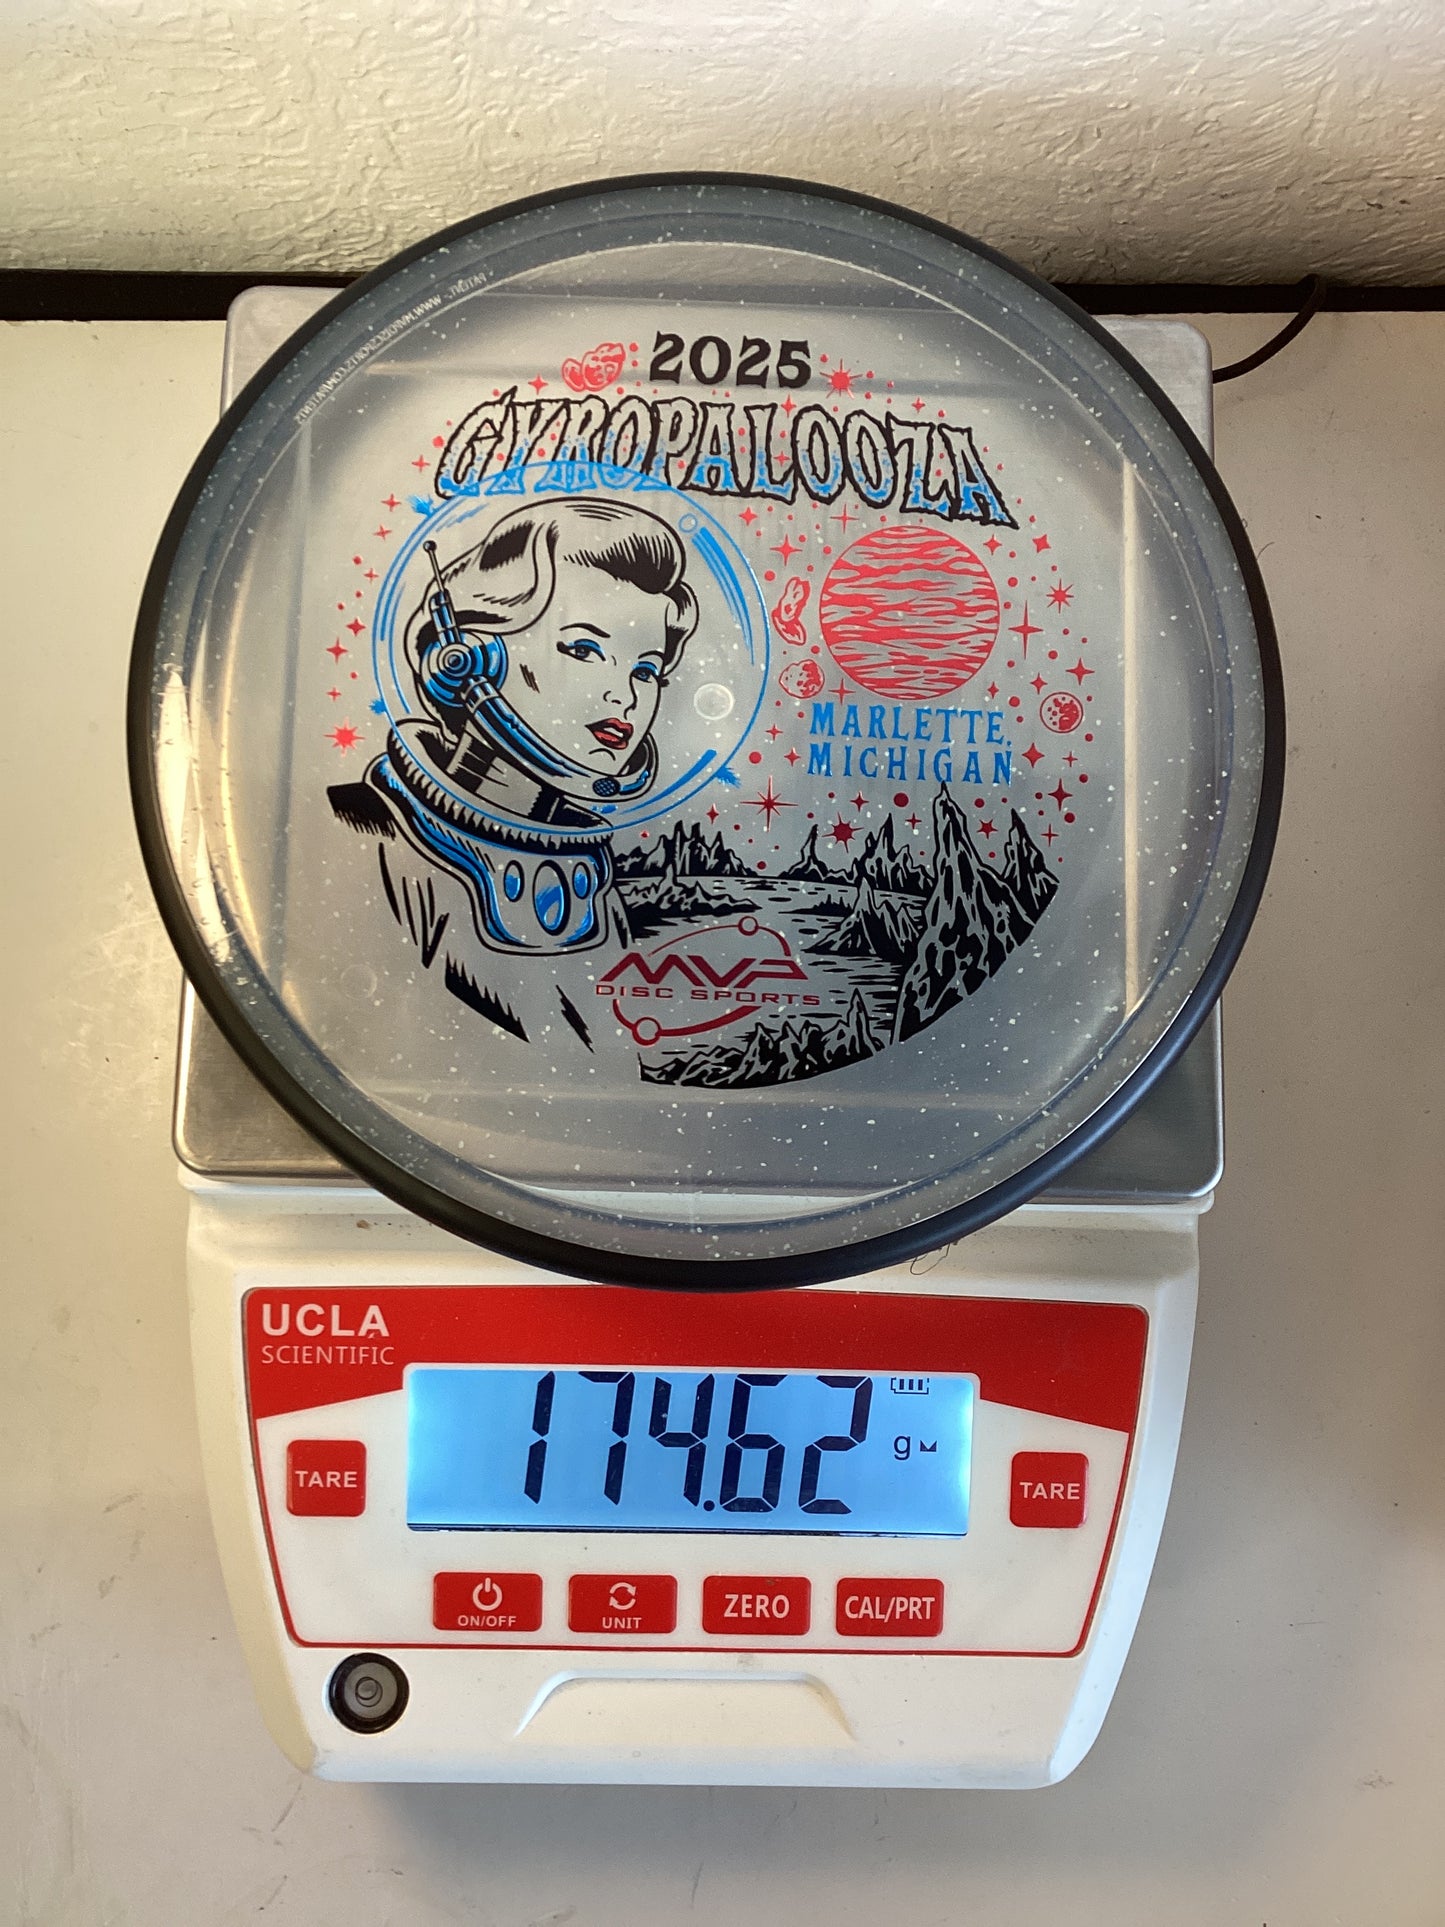 2025
GYROPALOOZA
MARLETTE,
MICHIGAN
MVP
DISC SPORTS
UCLA
SCIENTIFIC
174.62 g
TARE
TARE
ON/OFF
UNIT
ZERO
CAL/PRT